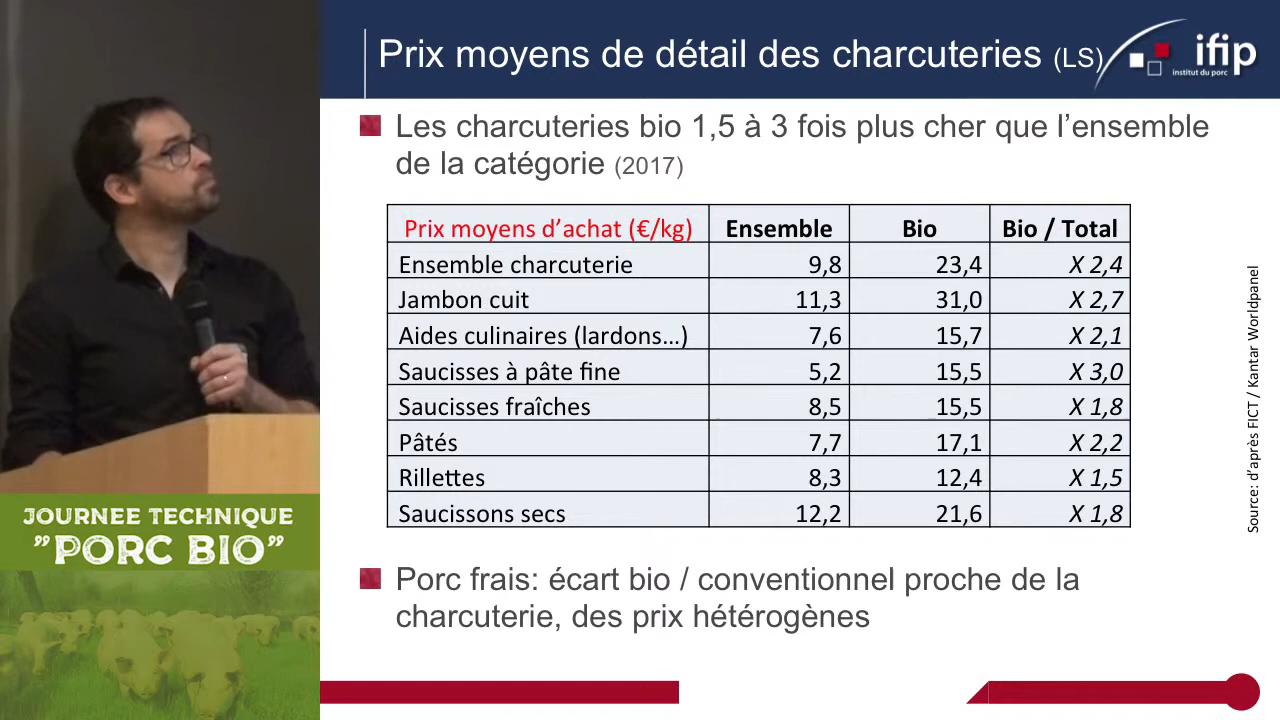 Prix moyens de détail des charcuteries (LS)
ifip
institut du porc
Les charcuteries bio 1,5 à 3 fois plus cher que l’ensemble
de la catégorie (2017)
Prix moyens d’achat (€/kg) Ensemble Bio Bio / Total
Ensemble charcuterie 9,8 23,4 X 2,4
Jambon cuit 11,3 31,0 X 2,7
Aides culinaires (lardons…) 7,6 15,7 X 2,1
Saucisses à pâte fine 5,2 15,5 X 3,0
Saucisses fraîches 8,5 15,5 X 1,8
Pâtés 7,7 17,1 X 2,2
Rillettes 8,3 12,4 X 1,5
Saucissons secs 12,2 21,6 X 1,8
Source: d’après FICT / Kantar Worldpanel
Porc frais: écart bio / conventionnel proche de la
charcuterie, des prix hétérogènes
JOURNEE TECHNIQUE
”PORC BIO”